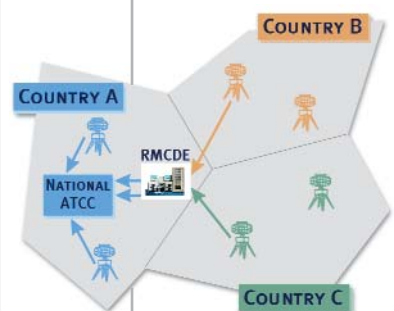 COUNTRY B
COUNTRY A
RMCDE
NATIONAL
ATCC
COUNTRY C